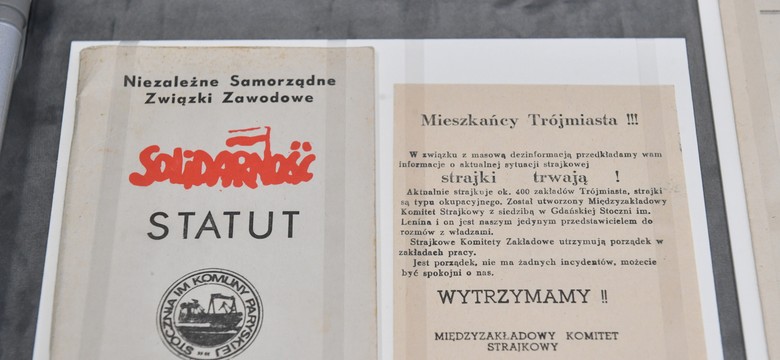 Niezależne Samorządne
Związki Zawodowe
SOLIDARNOŚĆ
STATUT
STOCZNIA IM KOMUNY PARYSKIEJ
Mieszkańcy Trójmiasta !!!
W związku z masową dezinformacją przedkładamy wam
informacje o aktualnej sytuacji strajkowej
strajki trwają !
Aktualnie strajkuje ok. 400 zakładów Trójmiasta, strajki
są typu okupacyjnego. Został utworzony Międzyzakładowy
Komitet Strajkowy z siedzibą w Gdańskiej Stoczni im.
Lenina i on jest naszym jedynym przedstawicielem do
rozmów z władzami.
Strajkowe Komitety Zakładowe utrzymują porządek w
zakładach pracy.
Jest porządek, nie ma żadnych incydentów, możecie
być spokojni o nas.
WYTRZYMAMY !!
MIĘDZYZAKŁADOWY KOMITET
STRAJKOWY